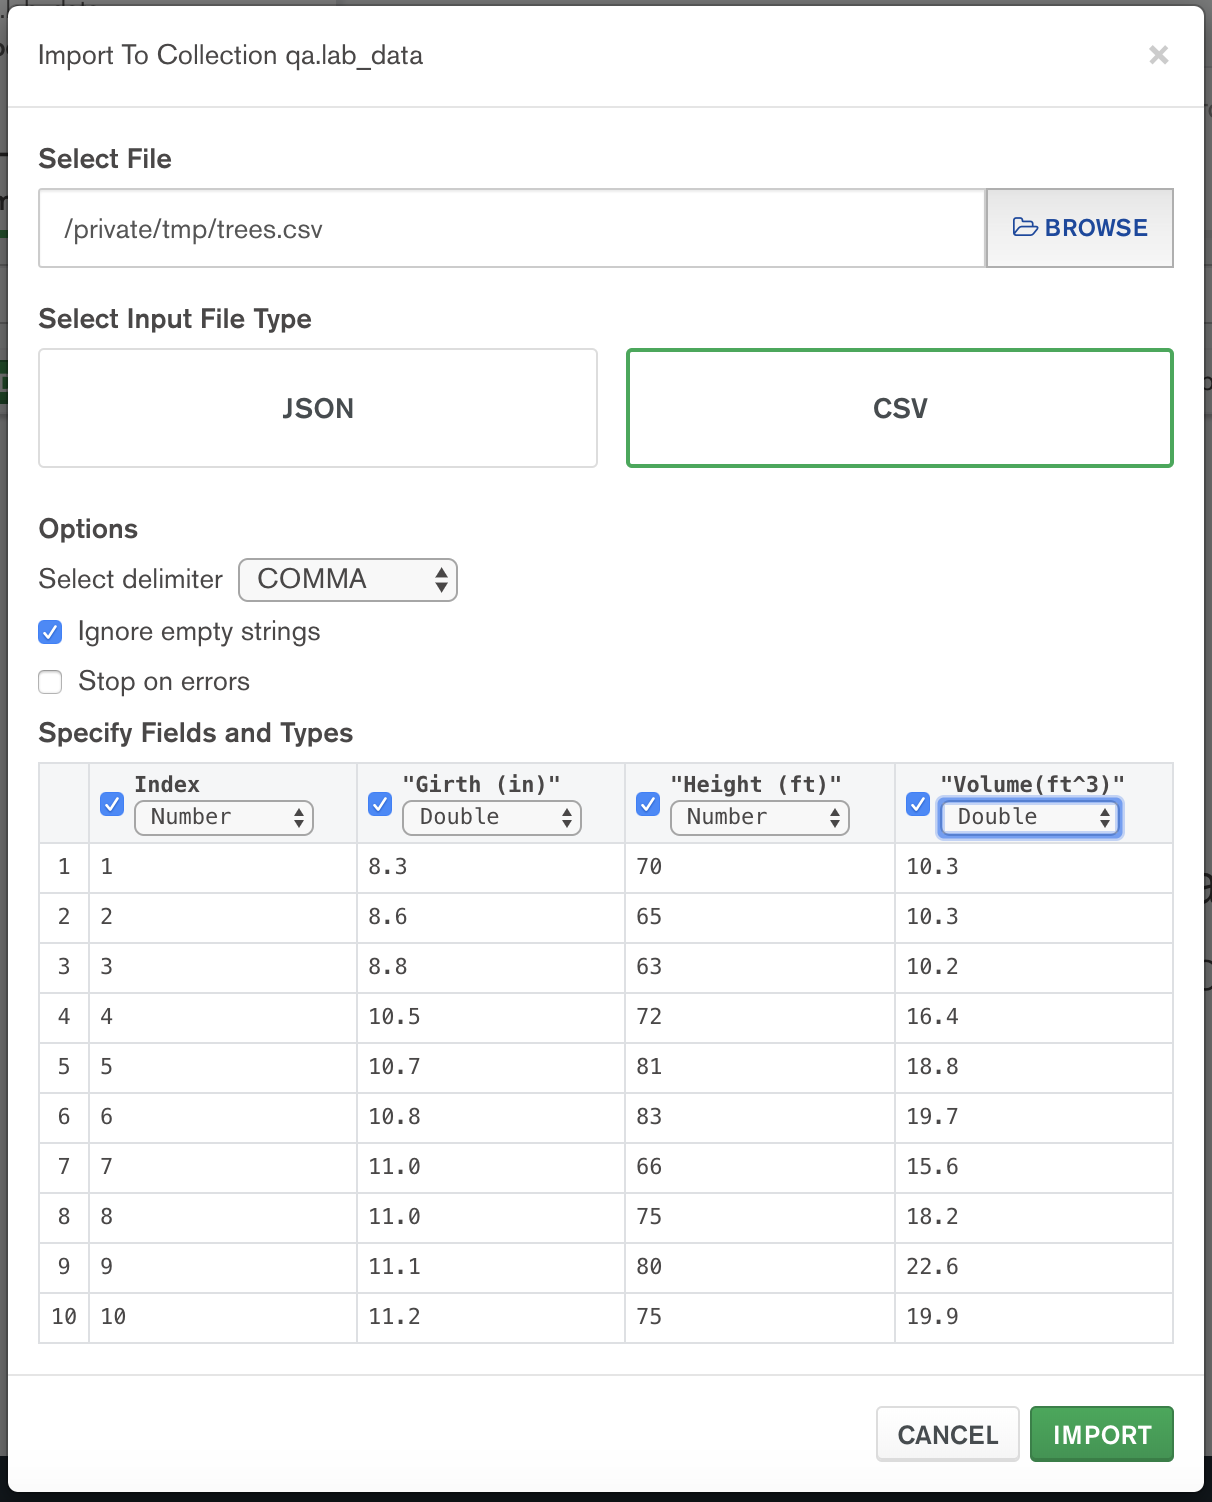 Import To Collection qa.lab_data ×
Select File
/private/tmp/trees.csv BROWSE
Select Input File Type
JSON CSV
Options
Select delimiter COMMA
Ignore empty strings
Stop on errors
Specify Fields and Types
Index "Girth (in)" "Height (ft)" "Volume(ft^3)"
Number Double Number Double
1 1 8.3 70 10.3
2 2 8.6 65 10.3
3 3 8.8 63 10.2
4 4 10.5 72 16.4
5 5 10.7 81 18.8
6 6 10.8 83 19.7
7 7 11.0 66 15.6
8 8 11.0 75 18.2
9 9 11.1 80 22.6
10 10 11.2 75 19.9
CANCEL IMPORT